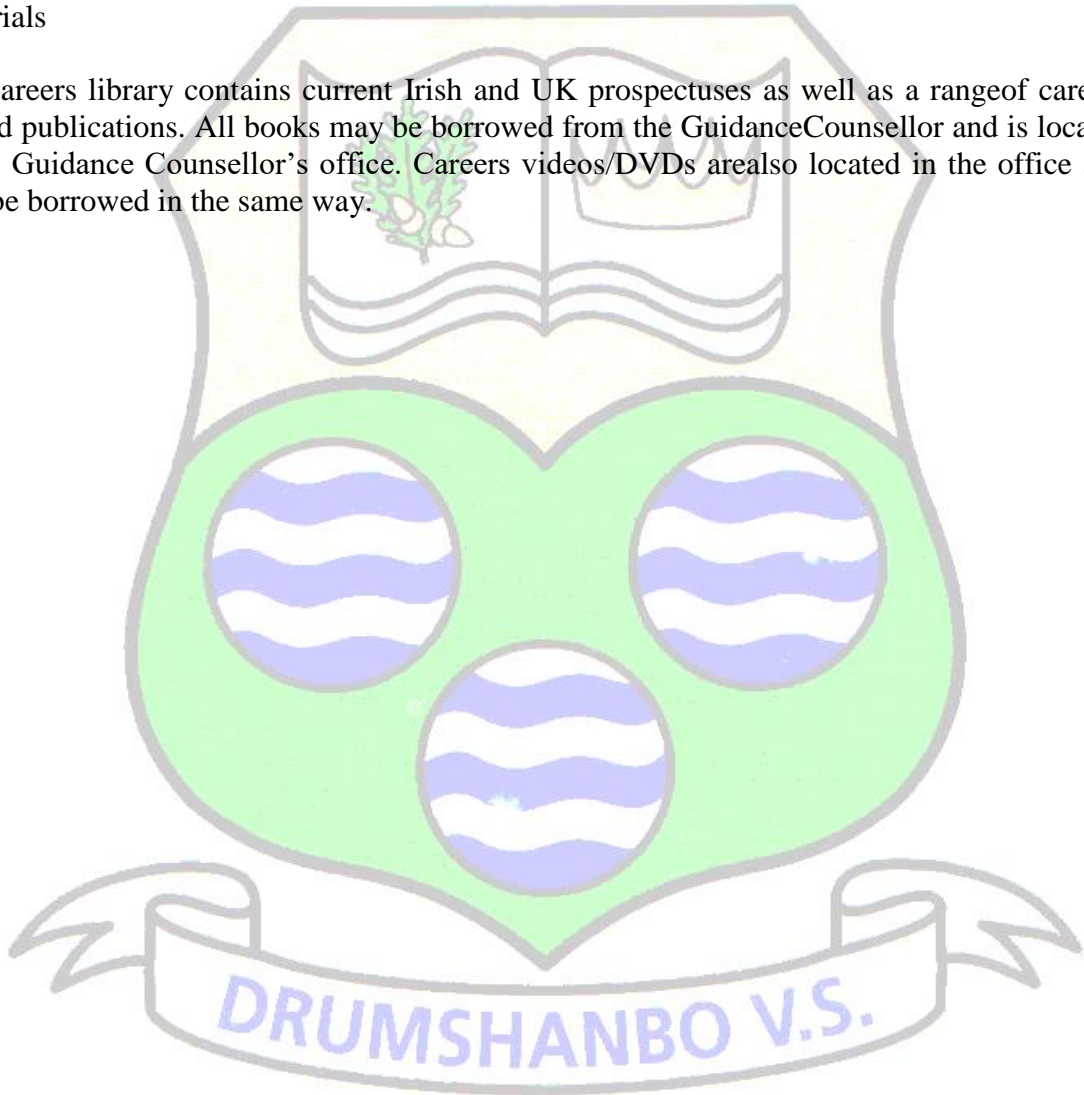 rials
areers library contains current Irish and UK prospectuses as well as a rangeof care
d publications. All books may be borrowed from the GuidanceCounsellor and is loca
Guidance Counsellor’s office. Careers videos/DVDs arealso located in the office
be borrowed in the same way.
DRUMSHANBO V.S.